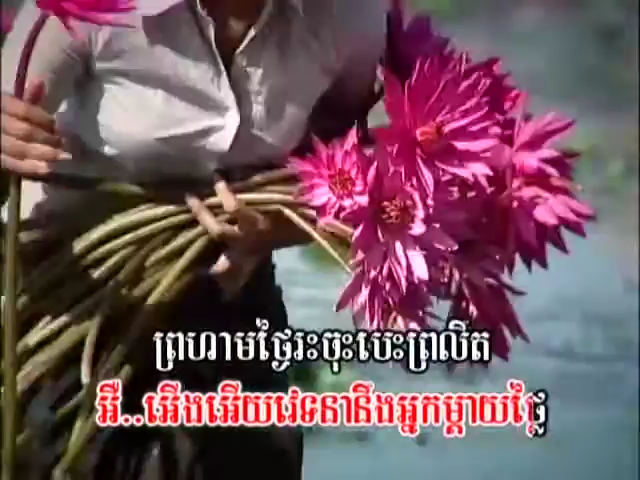 ព្រហាមថ្ងៃរះចុះបេះព្រលិត
អឺ..អើងអើយវេទនានឹងអ្នកម្ដាយថ្លៃ